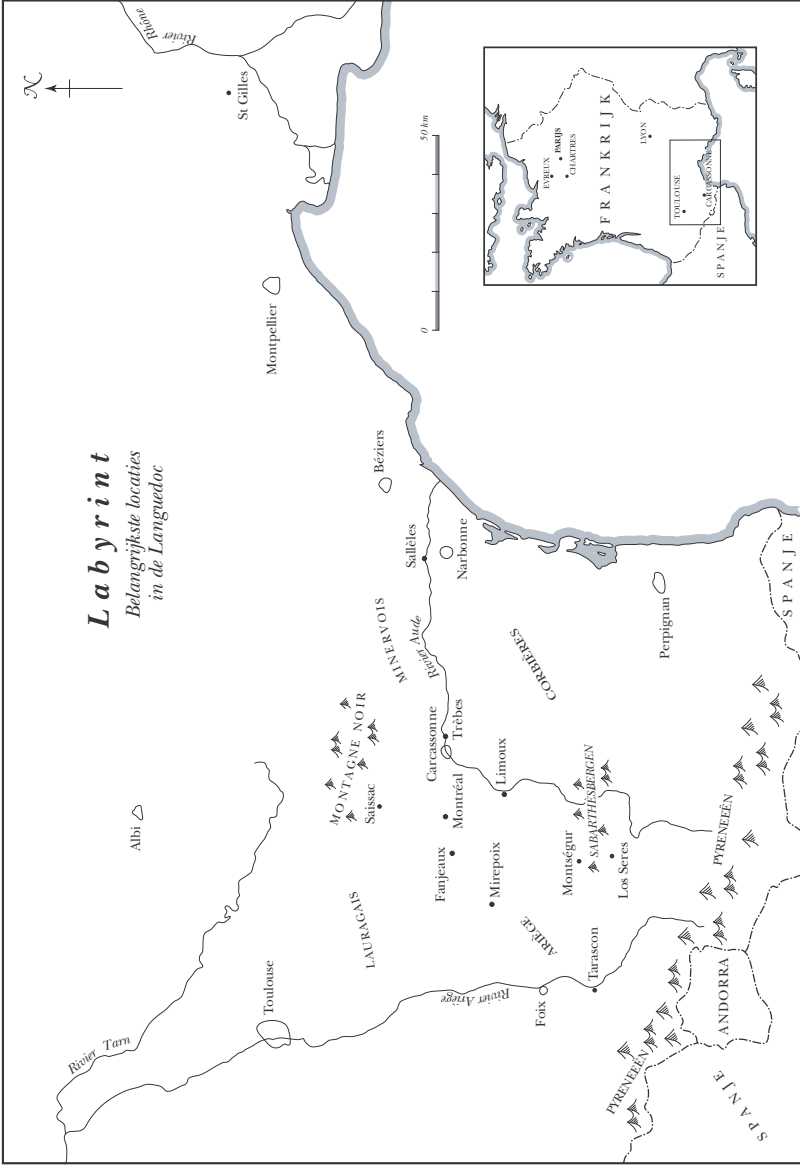 Labyrint
Belangrijkste locaties
in de Languedoc
N
Rivier Rhône
St Gilles
Montpellier
Béziers
Sallèles
Narbonne
MINERVOIS
Rivier Aude
CORBIÈRES
Perpignan
SPANJE
Albi
MONTAGNE NOIR
Saissac
Carcassonne
Trèbes
Montréal
Limoux
Fanjeaux
Mirepoix
LAURAGAIS
Montségur
SABARTHÈSBERGEN
Los Seres
ARIÈGE
Tarascon
Foix
Rivier Ariège
Toulouse
Rivier Tarn
PYRENEEËN
PYRENEEËN
ANDORRA
SPANJE
0
50 km
EVREUX
PARIJS
CHARTRES
FRANKRIJK
LYON
TOULOUSE
CARCASSONNE
SPANJE